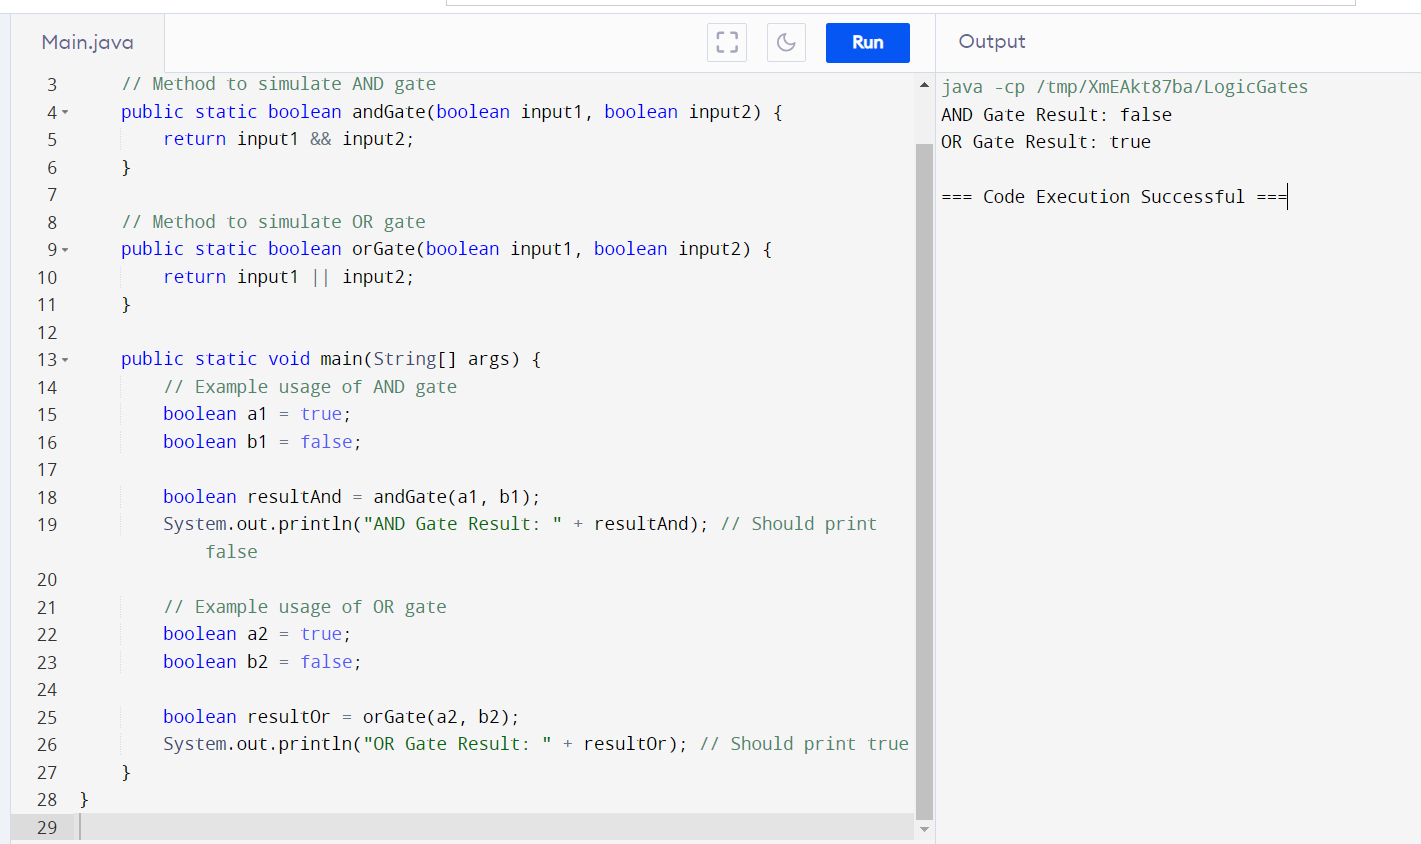 Main.java
Run
Output
3 // Method to simulate AND gate
4 public static boolean andGate(boolean input1, boolean input2) {
5 return input1 && input2;
6 }
7
8 // Method to simulate OR gate
9 public static boolean orGate(boolean input1, boolean input2) {
10 return input1 || input2;
11 }
12
13 public static void main(String[] args) {
14 // Example usage of AND gate
15 boolean a1 = true;
16 boolean b1 = false;
17
18 boolean resultAnd = andGate(a1, b1);
19 System.out.println("AND Gate Result: " + resultAnd); // Should print
false
20
21 // Example usage of OR gate
22 boolean a2 = true;
23 boolean b2 = false;
24
25 boolean resultOr = orGate(a2, b2);
26 System.out.println("OR Gate Result: " + resultOr); // Should print true
27 }
28 }
29
java -cp /tmp/XmEAkt87ba/LogicGates
AND Gate Result: false
OR Gate Result: true
=== Code Execution Successful ===